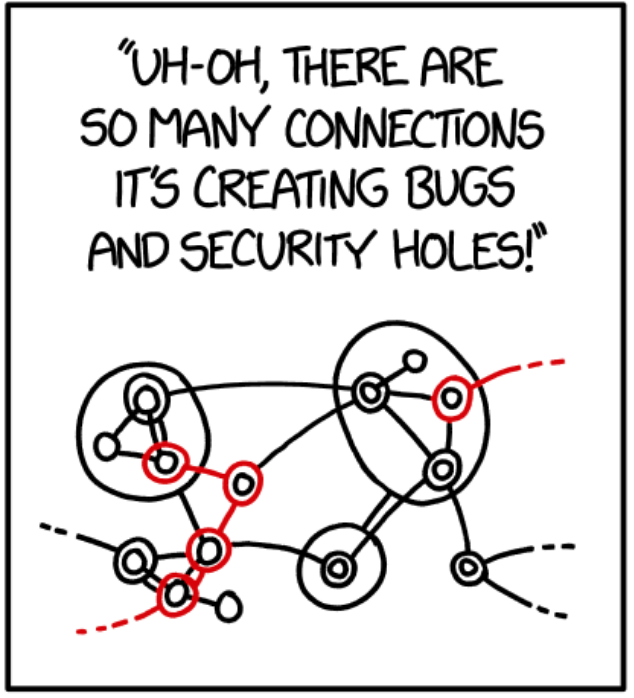 "UH-OH, THERE ARE
SO MANY CONNECTIONS
IT'S CREATING BUGS
AND SECURITY HOLES!"